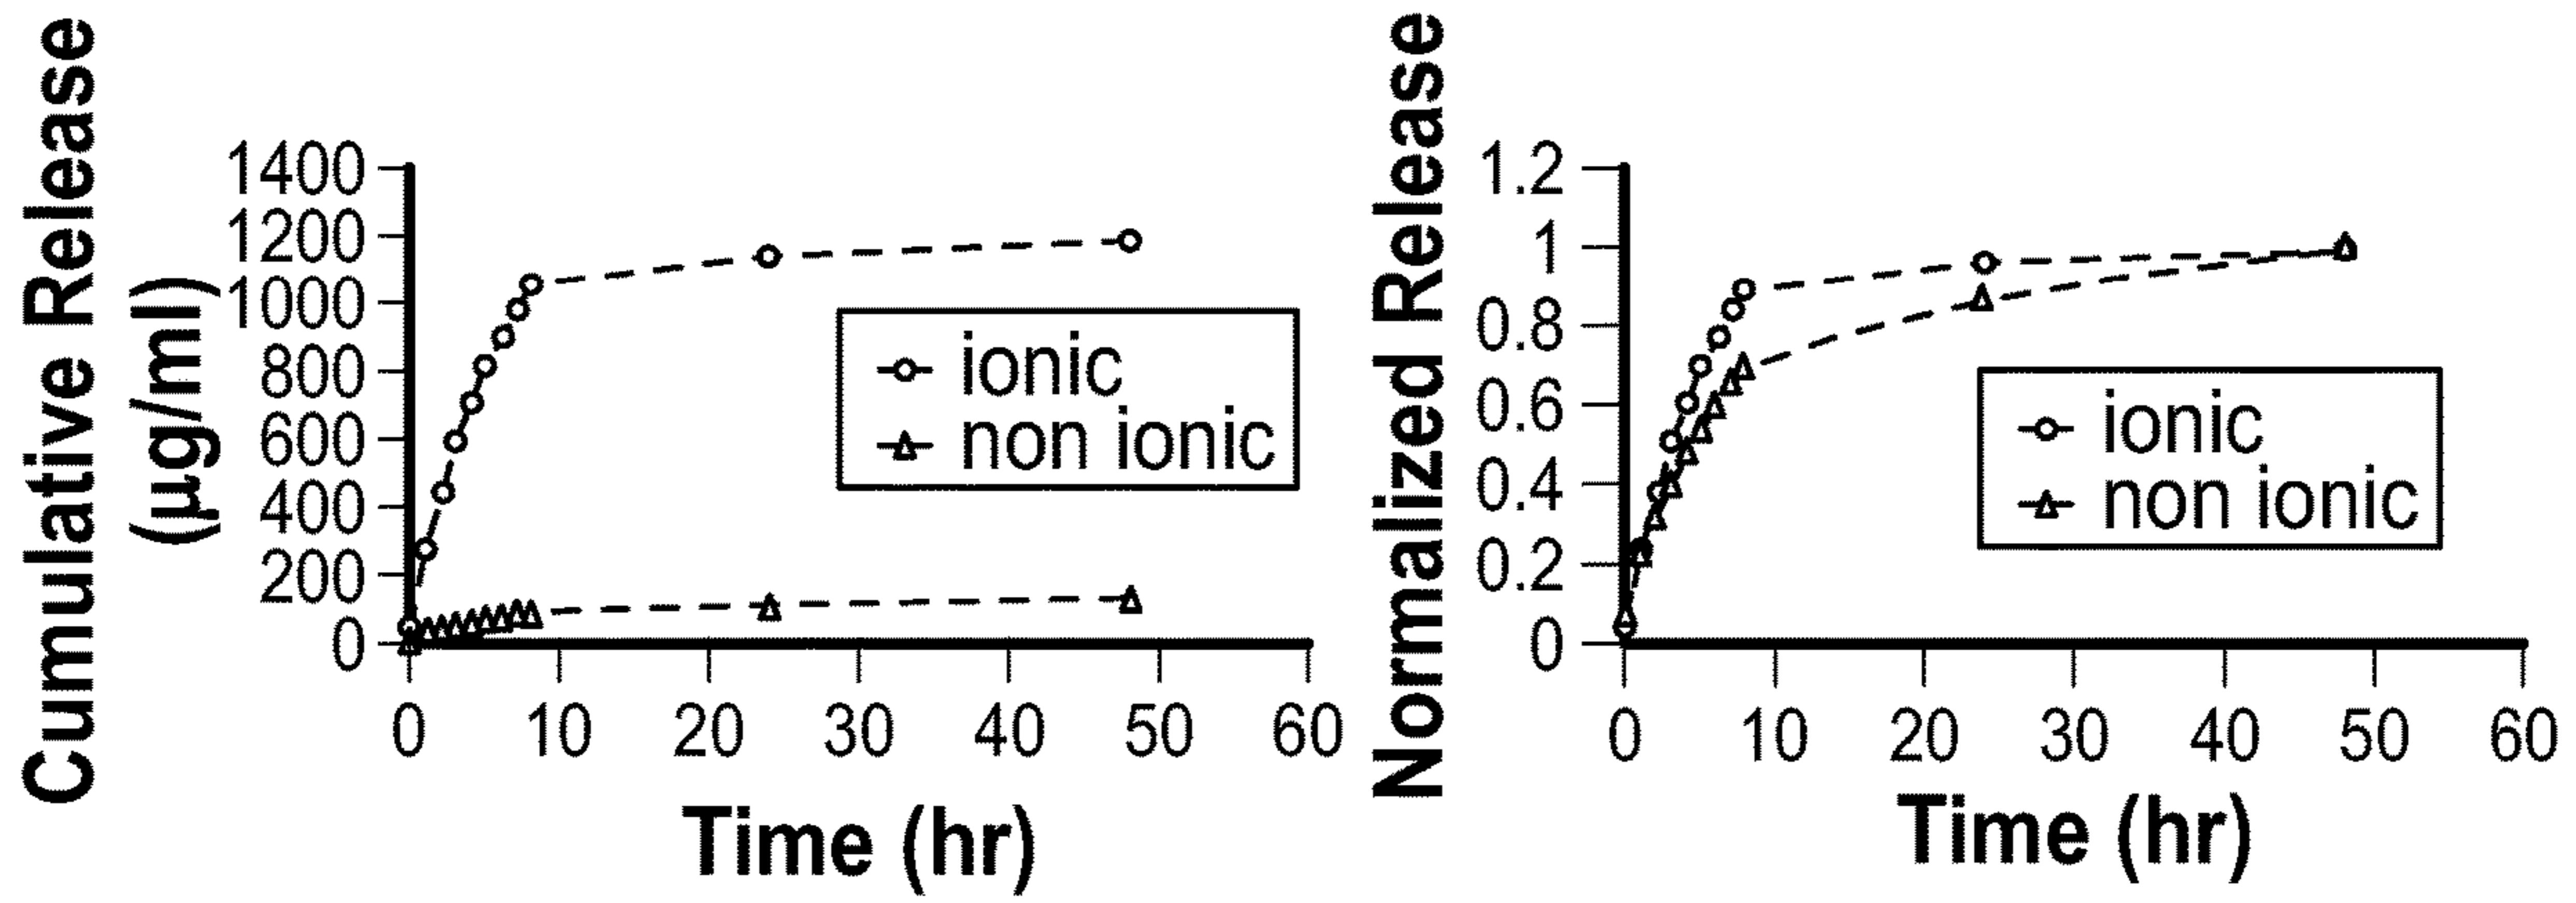 Cumulative Release
(µg/ml)
1400
1200
1000
800
600
400
200
0
0 10 20 30 40 50 60
Time (hr)
ionic
non ionic
Normalized Release
1.2
1
0.8
0.6
0.4
0.2
0
0 10 20 30 40 50 60
Time (hr)
ionic
non ionic